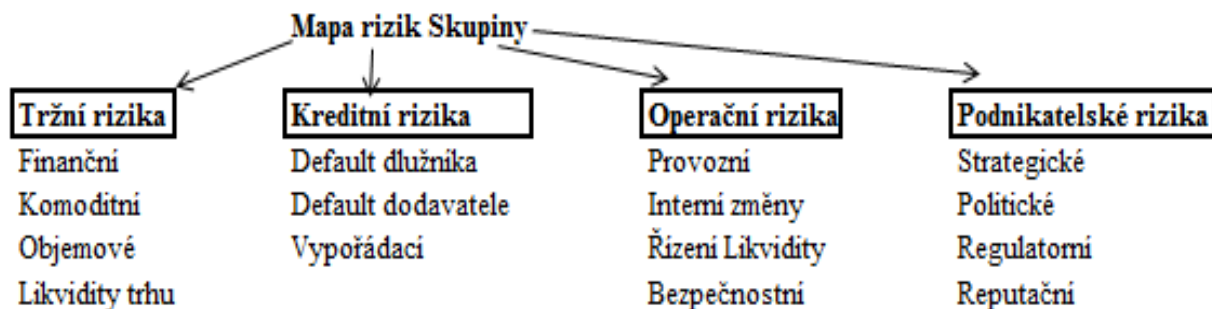 Mapa rizik Skupiny
Tržní rizika
Finanční
Komoditní
Objemové
Likvidity trhu
Kreditní rizika
Default dlužníka
Default dodavatele
Vypořádací
Operační rizika
Provozní
Interní změny
Řízení Likvidity
Bezpečnostní
Podnikatelské rizika
Strategické
Politické
Regulatorní
Reputační